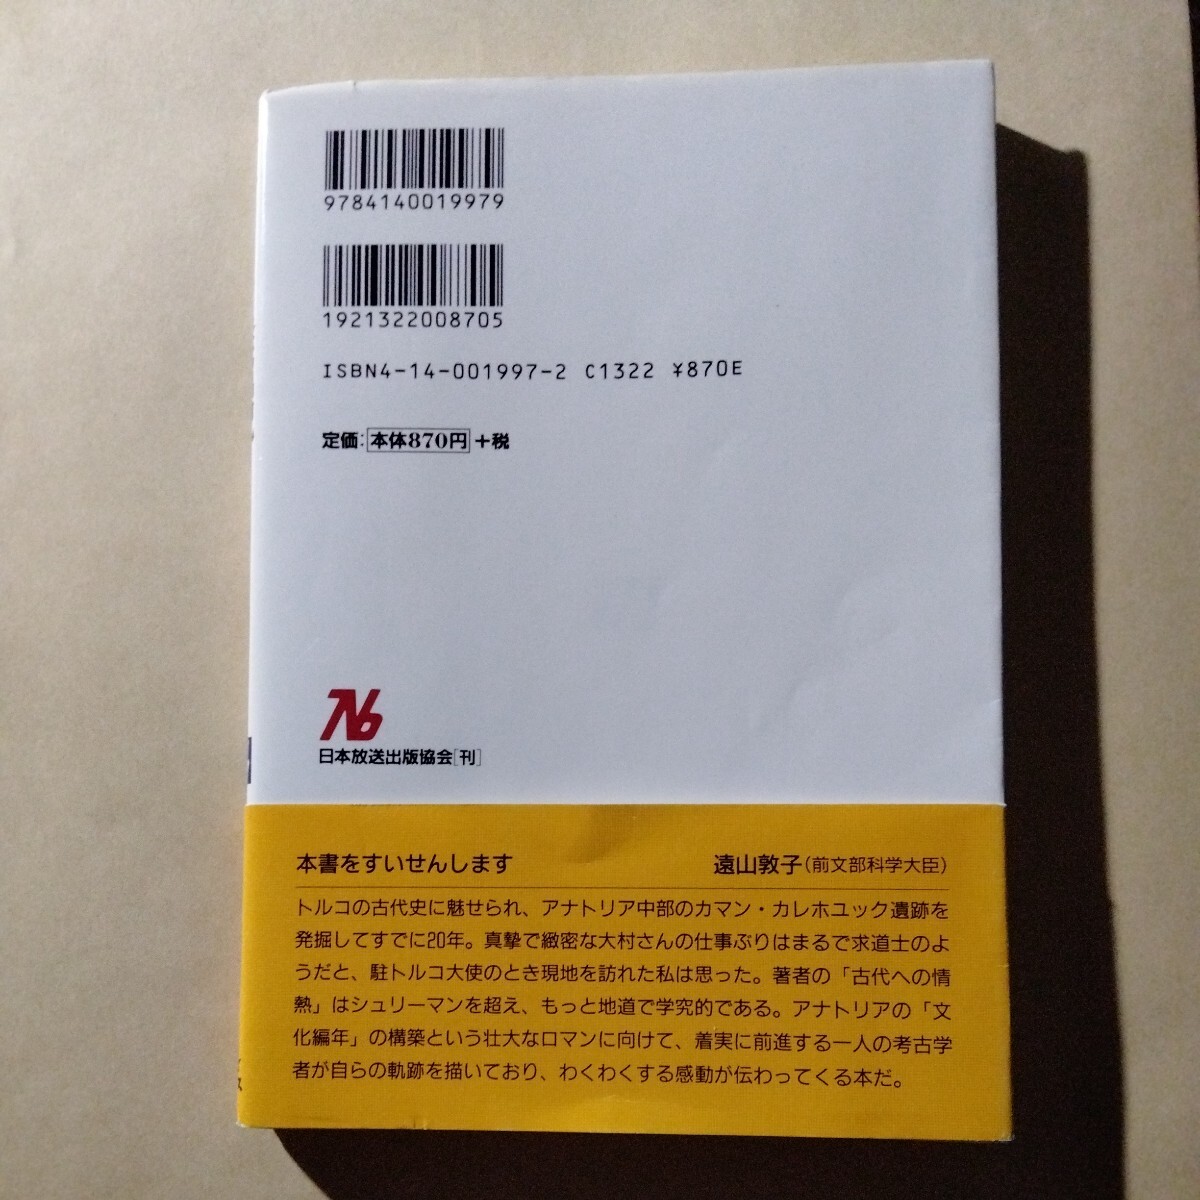 9784140019979
1921322008705
ISBN4-14-001997-2 C1322 ¥870E
定価: 本体870円 +税
日本放送出版協会[刊]
本書をすいせんします 遠山敦子(前文部科学大臣)
トルコの古代史に魅せられ、アナトリア中部のカマン・カレホユック遺跡を
発掘してすでに20年。真摯で緻密な大村さんの仕事ぶりはまるで求道士のよ
うだと、駐トルコ大使のとき現地を訪れた私は思った。著者の「古代への情
熱」はシュリーマンを超え、もっと地道で学究的である。アナトリアの「文
化編年」の構築という壮大なロマンに向けて、着実に前進する一人の考古学
者が自らの軌跡を描いており、わくわくする感動が伝わってくる本だ。